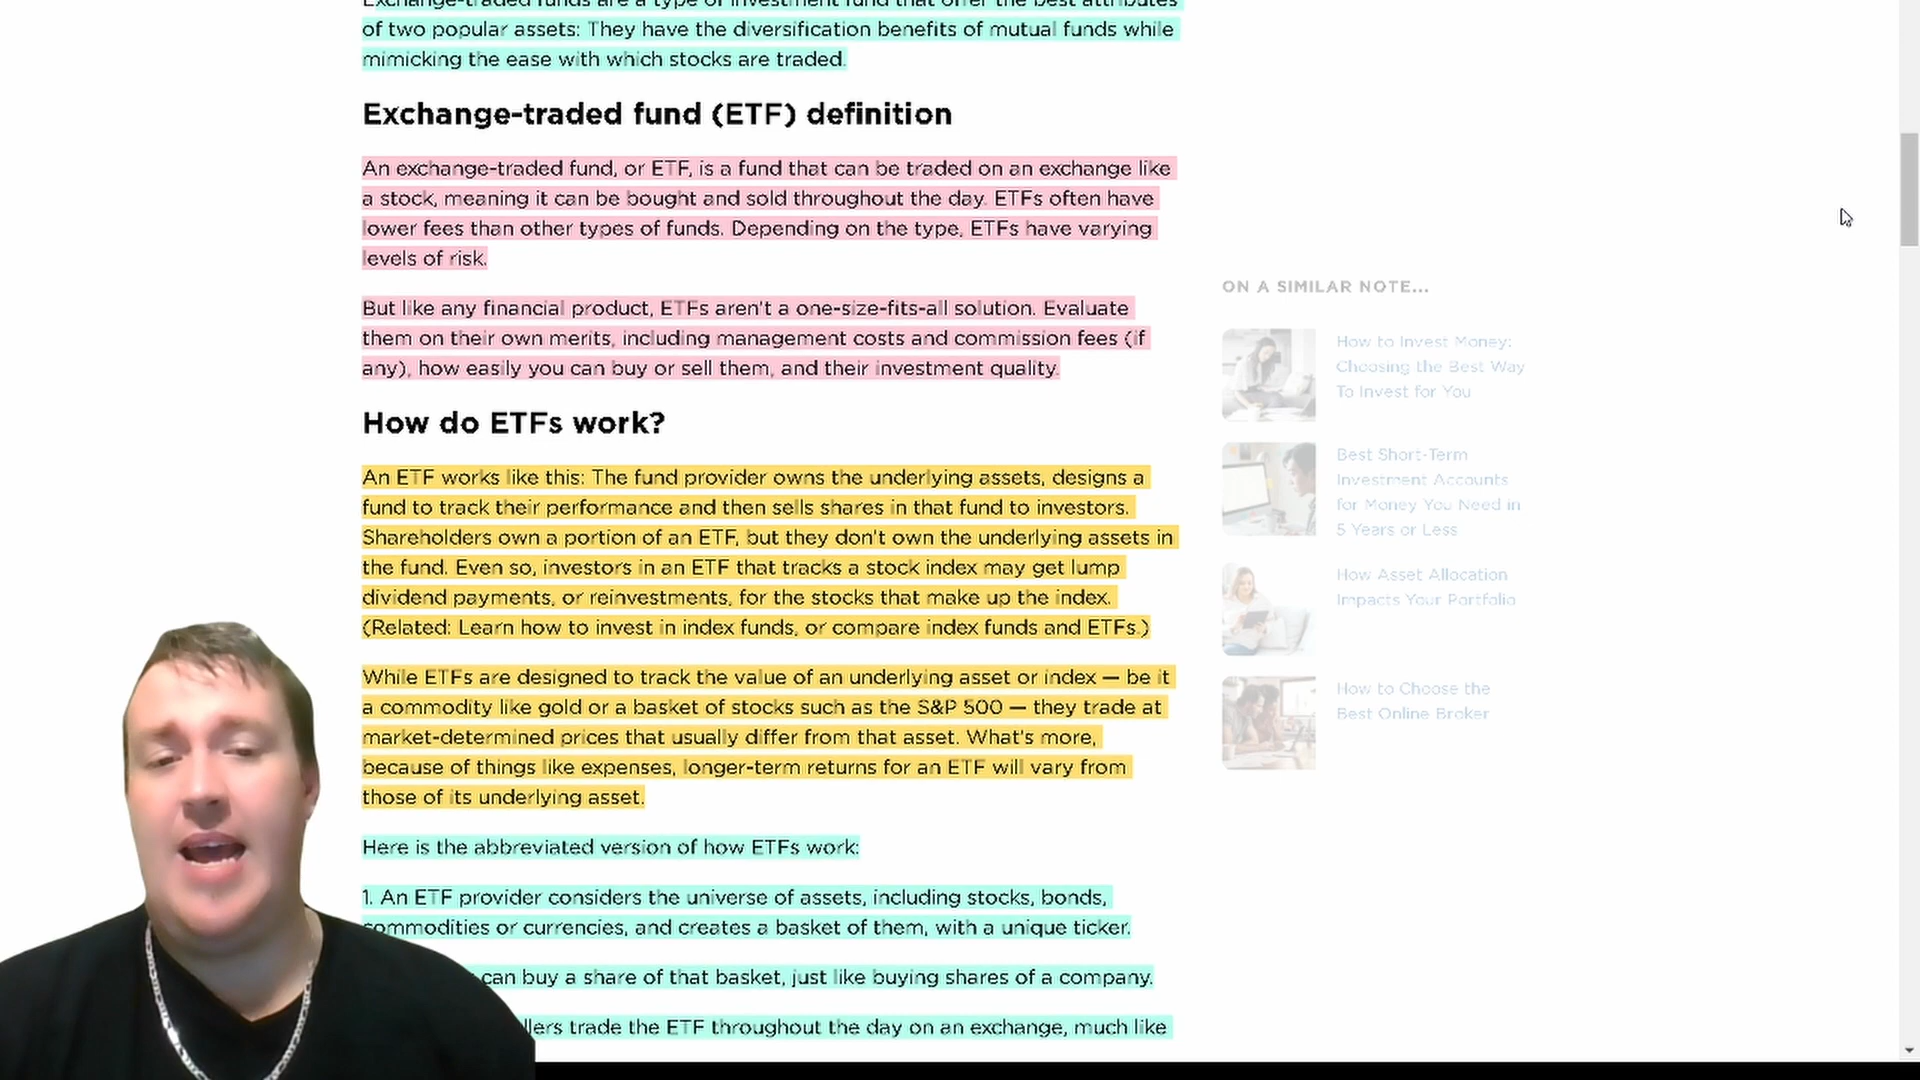 Exchange-traded funds are a type of investment fund that offer the best attributes
of two popular assets: They have the diversification benefits of mutual funds while
mimicking the ease with which stocks are traded.
Exchange-traded fund (ETF) definition
An exchange-traded fund, or ETF, is a fund that can be traded on an exchange like
a stock, meaning it can be bought and sold throughout the day. ETFs often have
lower fees than other types of funds. Depending on the type, ETFs have varying
levels of risk.
But like any financial product, ETFs aren't a one-size-fits-all solution. Evaluate
them on their own merits, including management costs and commission fees (if
any), how easily you can buy or sell them, and their investment quality.
How do ETFs work?
An ETF works like this: The fund provider owns the underlying assets, designs a
fund to track their performance and then sells shares in that fund to investors.
Shareholders own a portion of an ETF, but they don't own the underlying assets in
the fund. Even so, investors in an ETF that tracks a stock index may get lump
dividend payments, or reinvestments, for the stocks that make up the index.
(Related: Learn how to invest in index funds, or compare index funds and ETFs.)
While ETFs are designed to track the value of an underlying asset or index — be it
a commodity like gold or a basket of stocks such as the S&P 500 — they trade at
market-determined prices that usually differ from that asset. What's more,
because of things like expenses, longer-term returns for an ETF will vary from
those of its underlying asset.
Here is the abbreviated version of how ETFs work:
1. An ETF provider considers the universe of assets, including stocks, bonds,
commodities or currencies, and creates a basket of them, with a unique ticker.
can buy a share of that basket, just like buying shares of a company.
trade the ETF throughout the day on an exchange, much like
ON A SIMILAR NOTE...
How to Invest Money:
Choosing the Best Way
To Invest for You
Best Short-Term
Investment Accounts
for Money You Need in
5 Years or Less
How Asset Allocation
Impacts Your Portfolio
How to Choose the
Best Online Broker